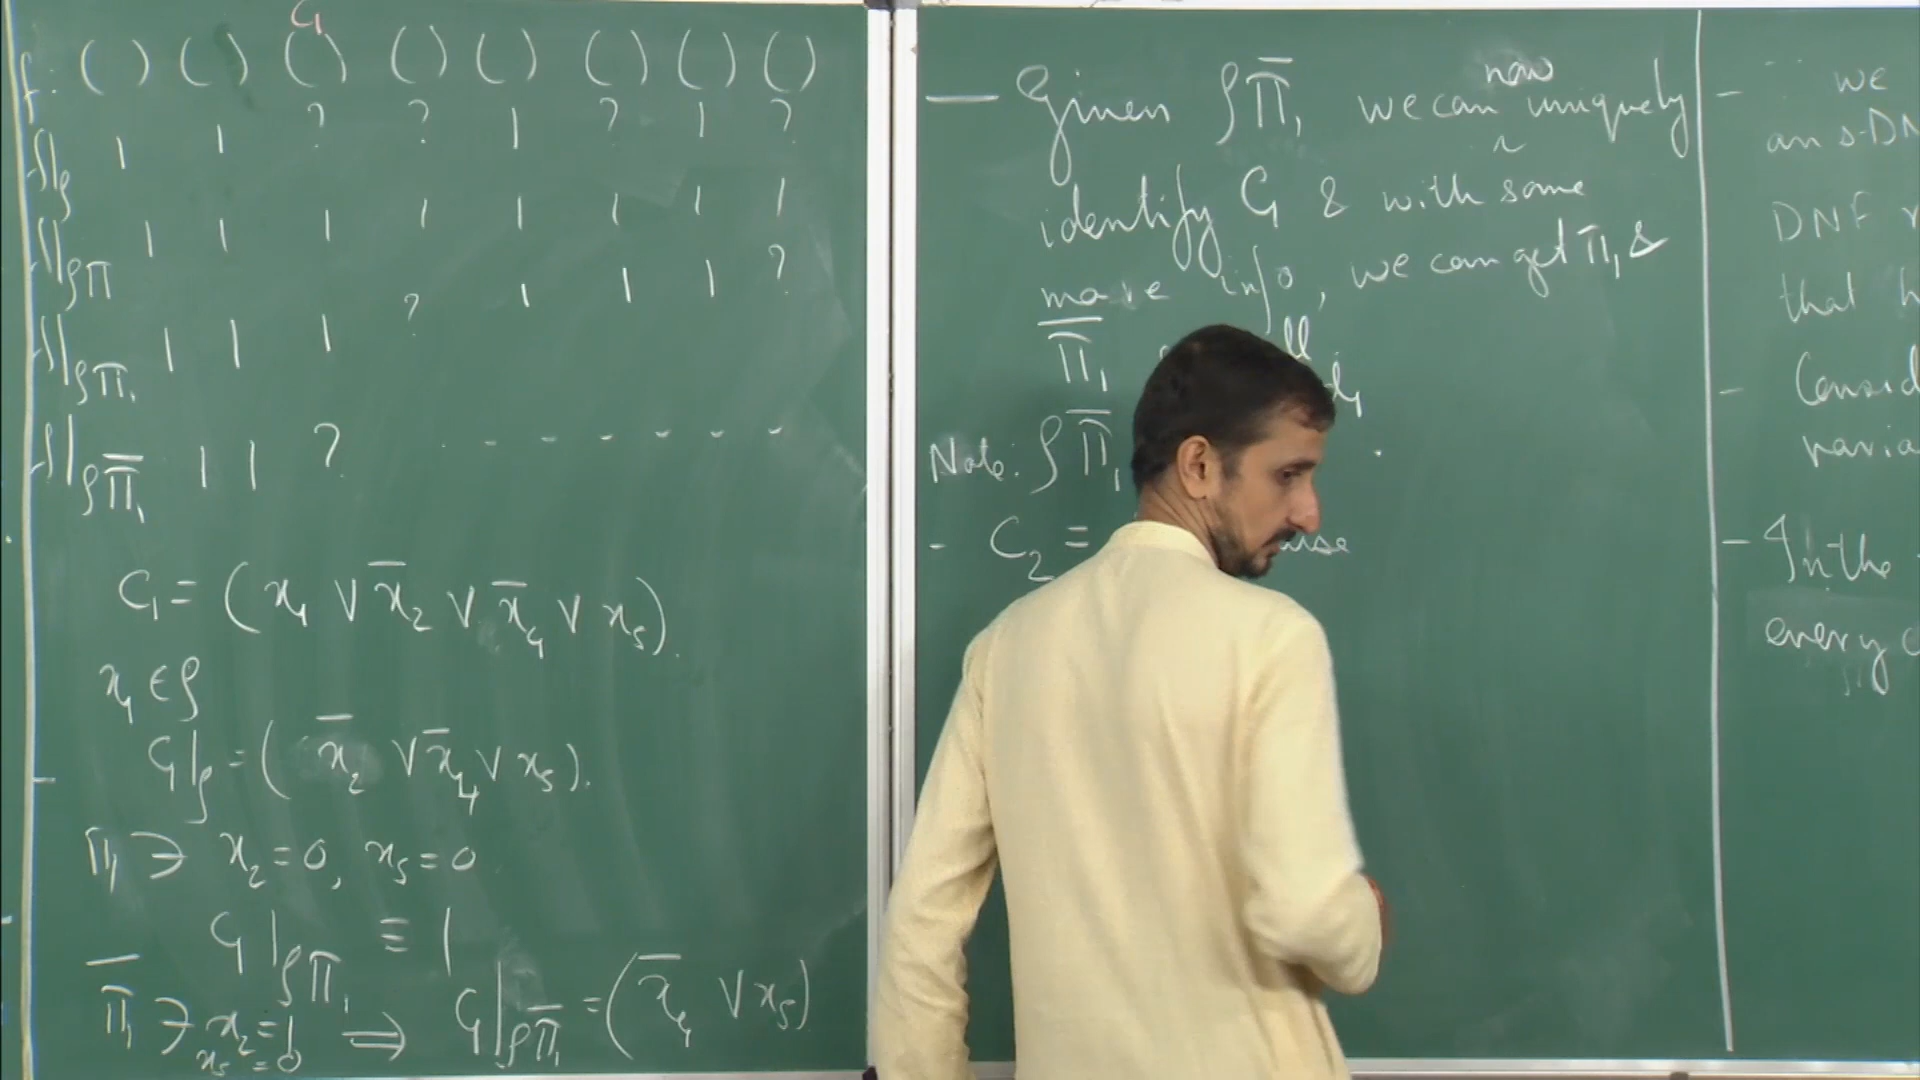 C₁
f: ( ) ( ) ( ) ( ) ( ) ( ) ( ) ( )
f|ρ 1 1 ? ? 1 ? 1 ?
f|ρπ 1 1 1 1 1 1 1 1
f|ρπ₁ 1 1 1 ? 1 1 1 ?
f|ρπ̅₁ 1 1 ? . - - - - - -
C₁ = (x₁ ∨ x̅₂ ∨ x̅₄ ∨ x₅).
x₁ ∈ ρ
C₁|ρ = ( x̅₂ ∨ x̅₄ ∨ x₅).
π₁ ∋ x₂ = 0, x₅ = 0
C₁|ρπ₁ ≡ 1
π̅₁ ∋ x₂ = 1 x₅ = 0 ⟹ C₁|ρπ̅₁ = (x̅₄ ∨ x₅)
— Given ρπ̅₁, we can now uniquely
identify C₁ & with some
more info, we can get π₁ &
π̅₁
Note: ρπ̅₁
- C₂ =
- we
an s-DN
DNF
that h
- Consid
varia
- In the
every c